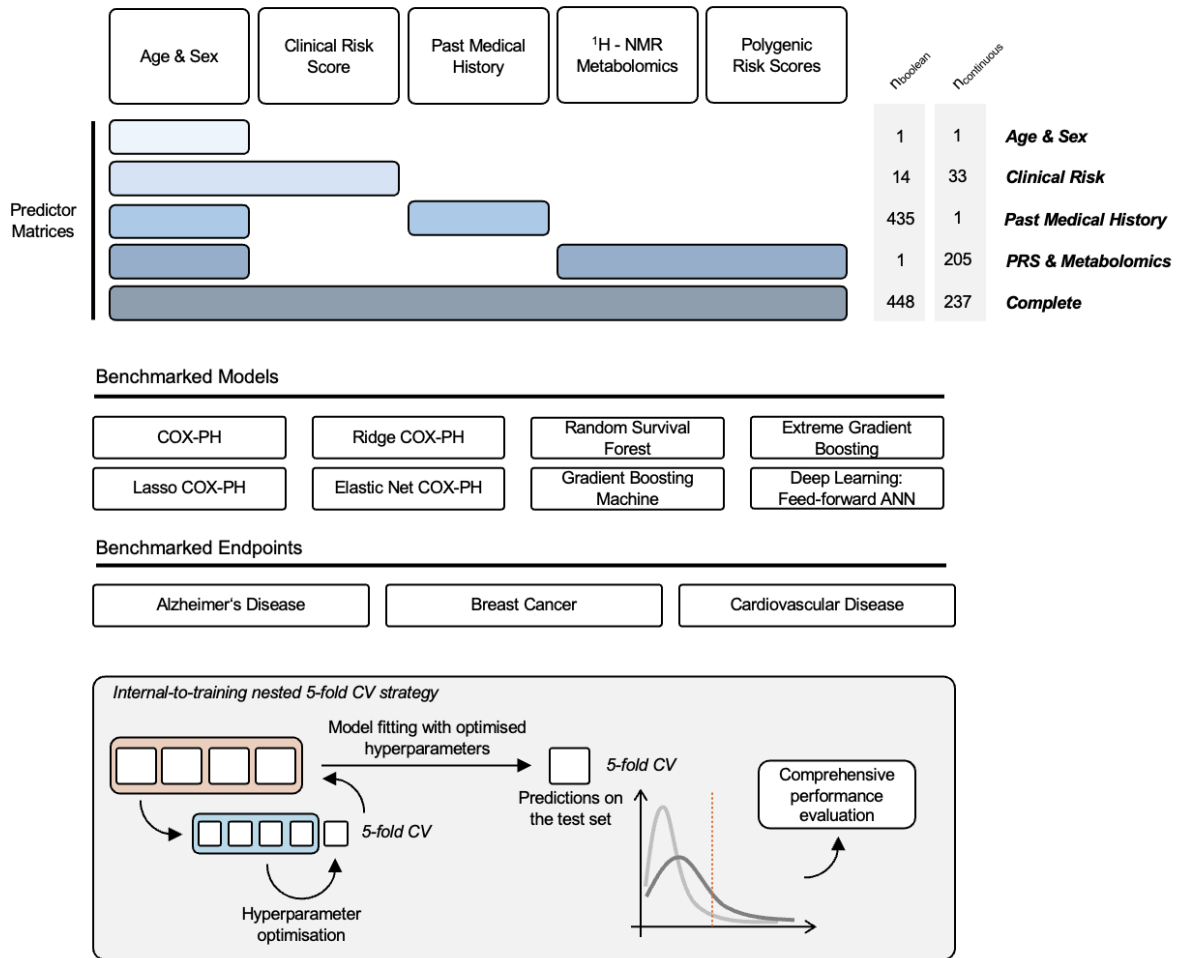 Age & Sex
Clinical Risk
Score
Past Medical
History
¹H - NMR
Metabolomics
Polygenic
Risk Scores
nboolean
ncontinuous
Predictor
Matrices
1 1 Age & Sex
14 33 Clinical Risk
435 1 Past Medical History
1 205 PRS & Metabolomics
448 237 Complete
Benchmarked Models
COX-PH
Ridge COX-PH
Random Survival
Forest
Extreme Gradient
Boosting
Lasso COX-PH
Elastic Net COX-PH
Gradient Boosting
Machine
Deep Learning:
Feed-forward ANN
Benchmarked Endpoints
Alzheimer‘s Disease
Breast Cancer
Cardiovascular Disease
Internal-to-training nested 5-fold CV strategy
Model fitting with optimised
hyperparameters
5-fold CV
Predictions on
the test set
Comprehensive
performance
evaluation
5-fold CV
Hyperparameter
optimisation